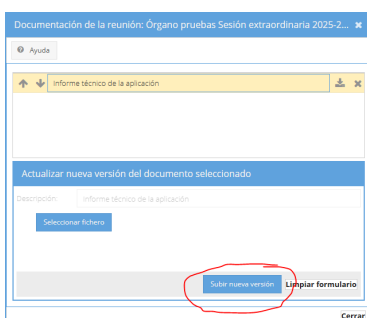 Documentación de la reunión: Órgano pruebas Sesión extraordinaria 2025-2...
Ayuda
Informe técnico de la aplicación
Actualizar nueva versión del documento seleccionado
Descripción: Informe técnico de la aplicación
Seleccionar fichero
Subir nueva versión Limpiar formulario
Cerrar